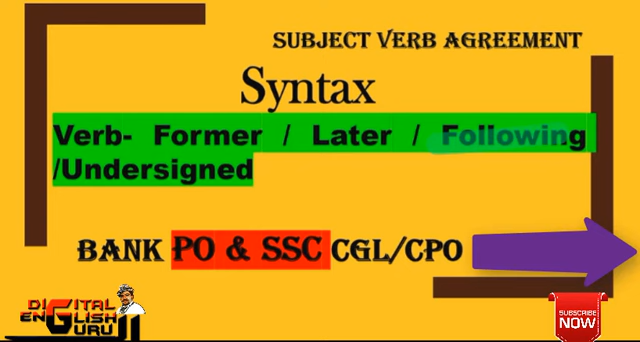 SUBJECT VERB AGREEMENT
Syntax
Verb- Former / Later / Following
/Undersigned
BANK PO & SSC CGL/CPO
DIGITAL
ENGLISH
GURU JI
SUBSCRIBE
NOW